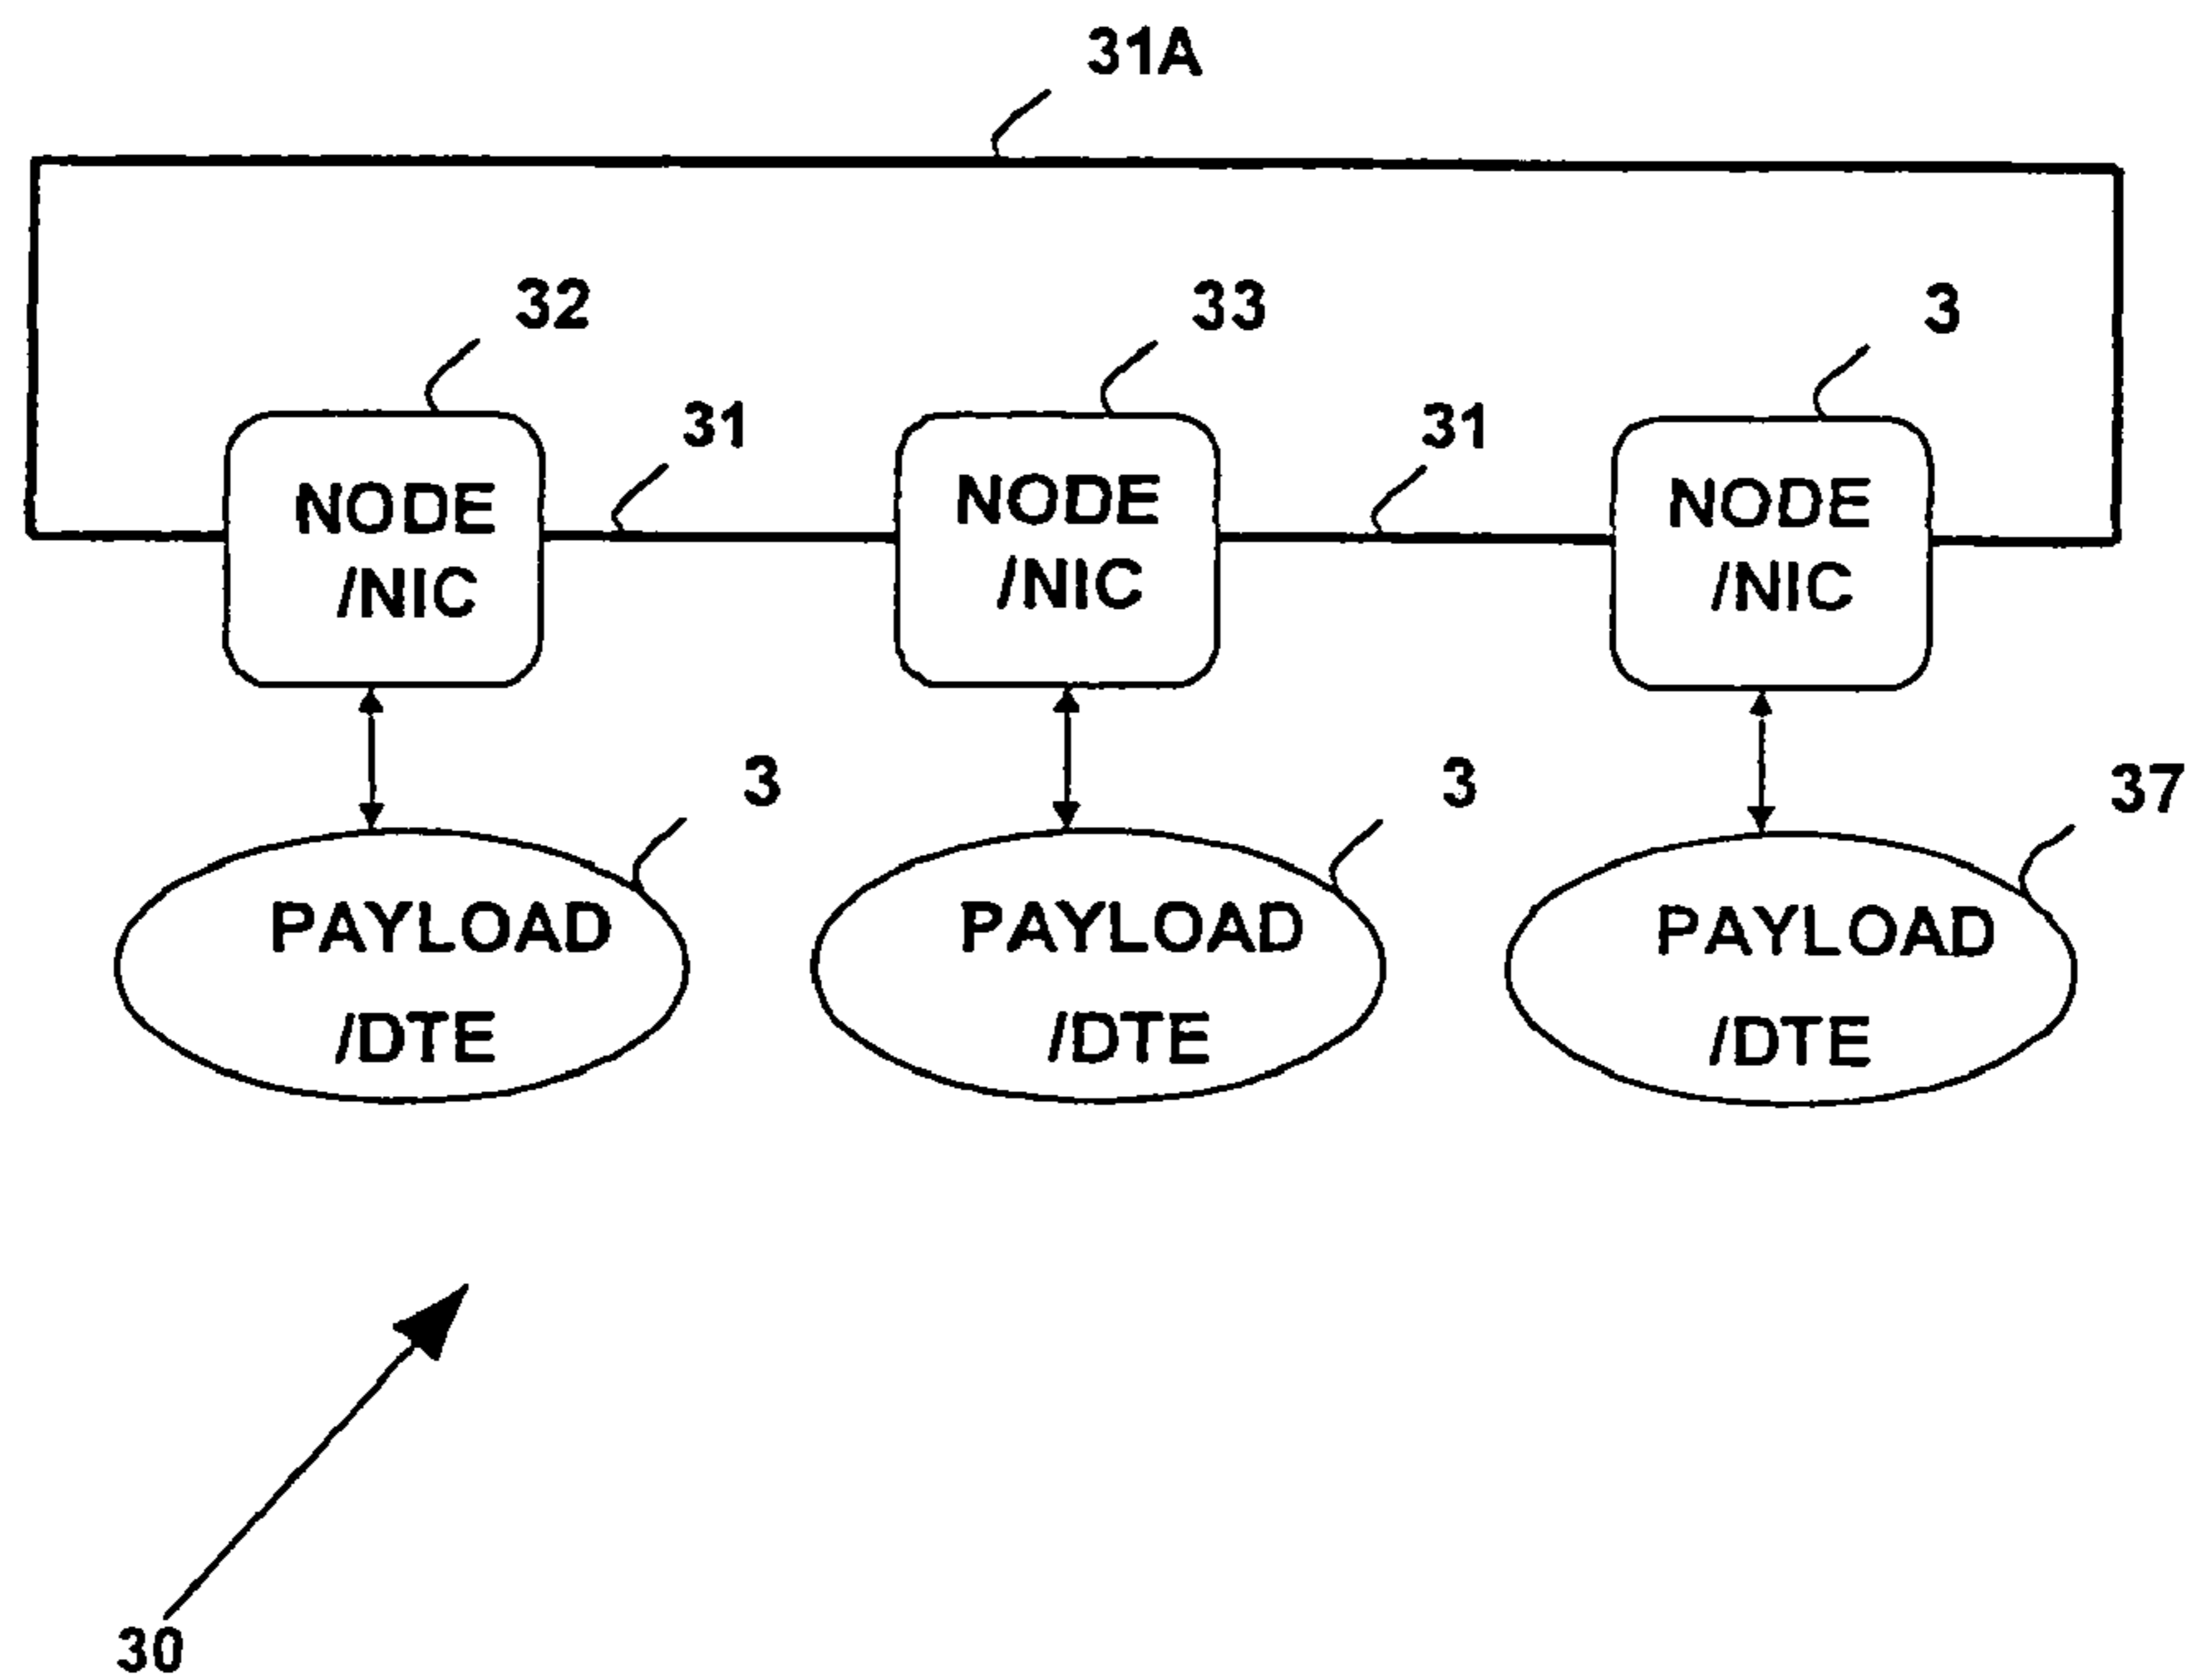 31A
32
33
3
31
31
NODE
/NIC
NODE
/NIC
NODE
/NIC
3
3
37
PAYLOAD
/DTE
PAYLOAD
/DTE
PAYLOAD
/DTE
30